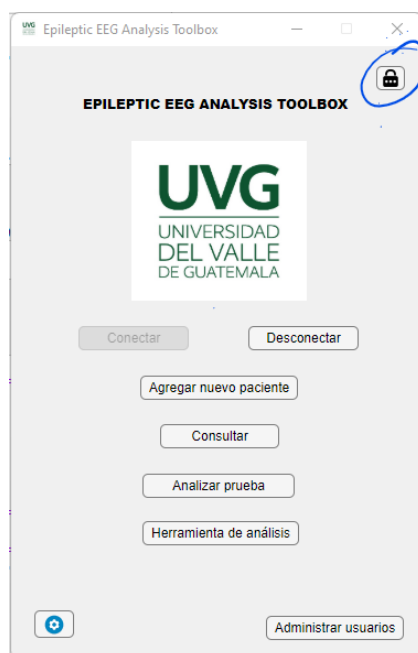 UVG Epileptic EEG Analysis Toolbox
EPILEPTIC EEG ANALYSIS TOOLBOX
UVG
UNIVERSIDAD
DEL VALLE
DE GUATEMALA
Conectar Desconectar
Agregar nuevo paciente
Consultar
Analizar prueba
Herramienta de análisis
Administrar usuarios